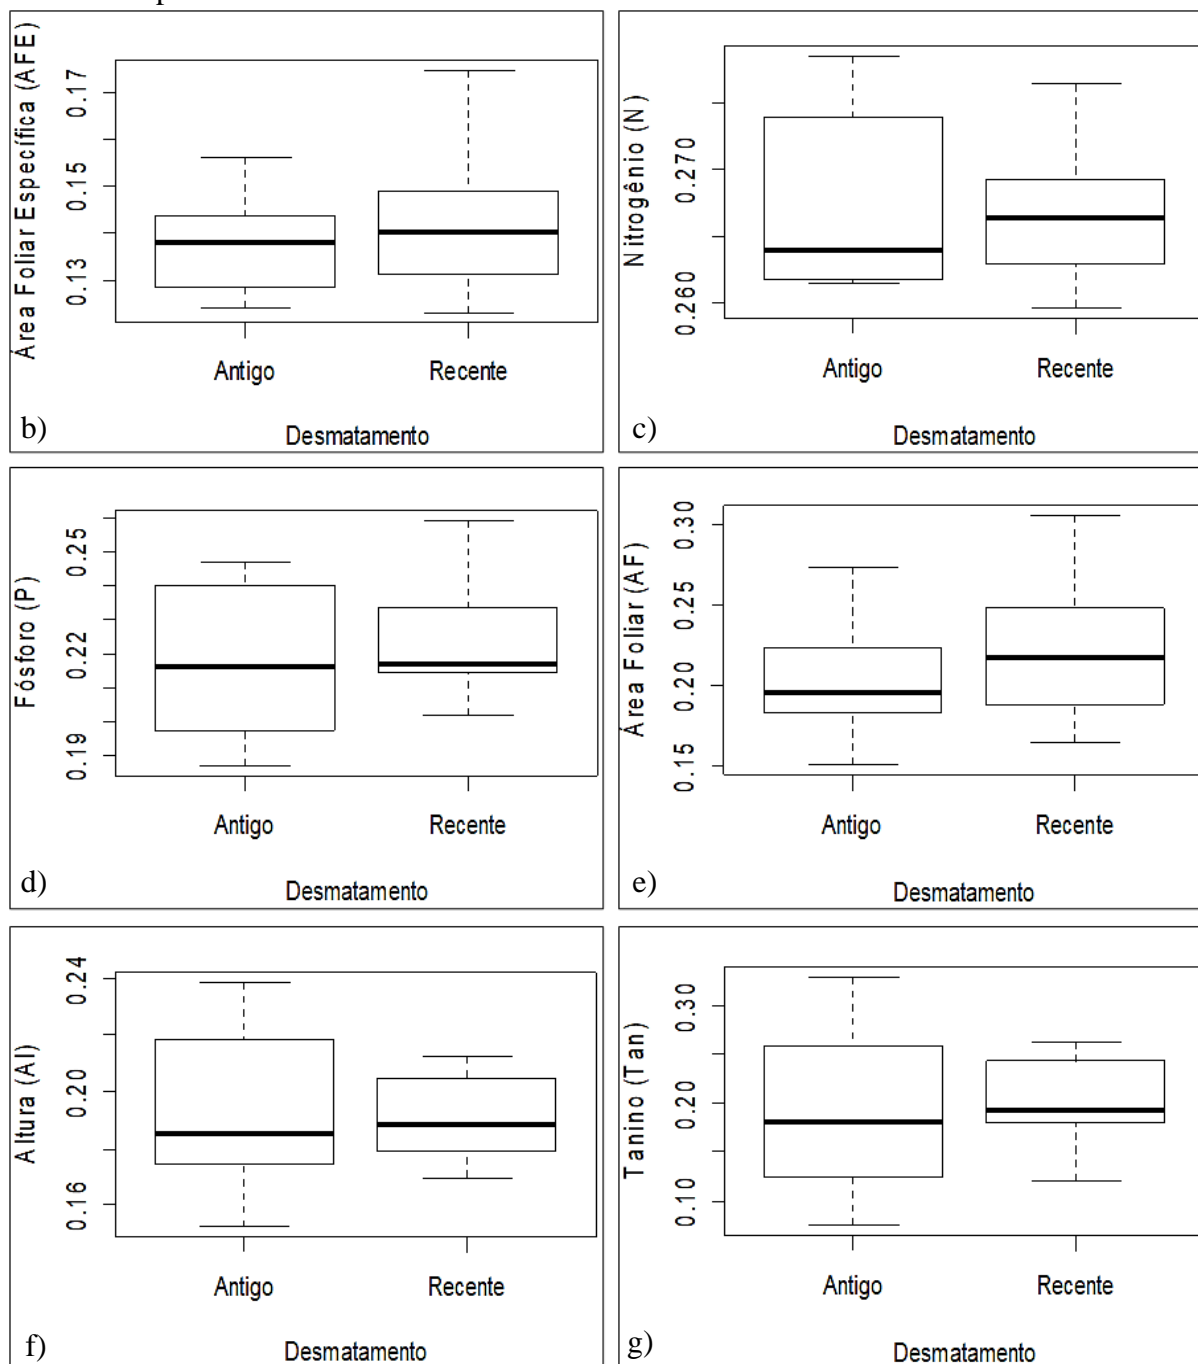 Área Foliar Específica (AFE)
0.17
0.15
0.13
Antigo Recente
b) Desmatamento
Nitrogênio (N)
0.270
0.260
Antigo Recente
c) Desmatamento
Fósforo (P)
0.25
0.22
0.19
Antigo Recente
d) Desmatamento
Área Foliar (AF)
0.30
0.25
0.20
0.15
Antigo Recente
e) Desmatamento
Altura (Al)
0.24
0.20
0.16
Antigo Recente
f) Desmatamento
Tanino (Tan)
0.30
0.20
0.10
Antigo Recente
g) Desmatamento